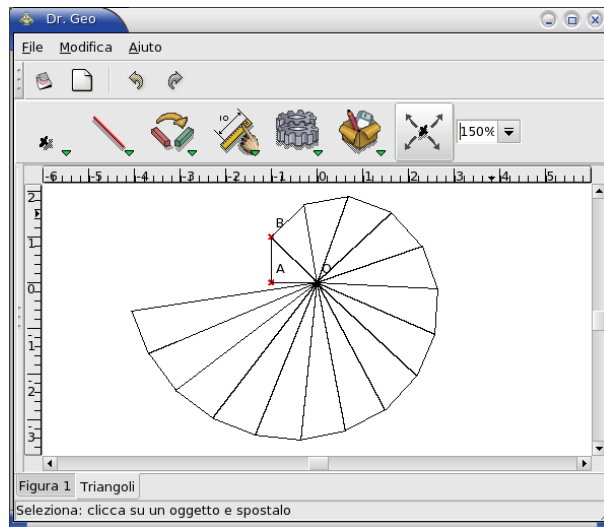 Dr. Geo
File Modifica Aiuto
10
150%
-6 -5 -4 -3 -2 -1 0 1 2 3 4 5
2
1
0
1
2
3
B
A
O
Figura 1 Triangoli
Seleziona: clicca su un oggetto e spostalo